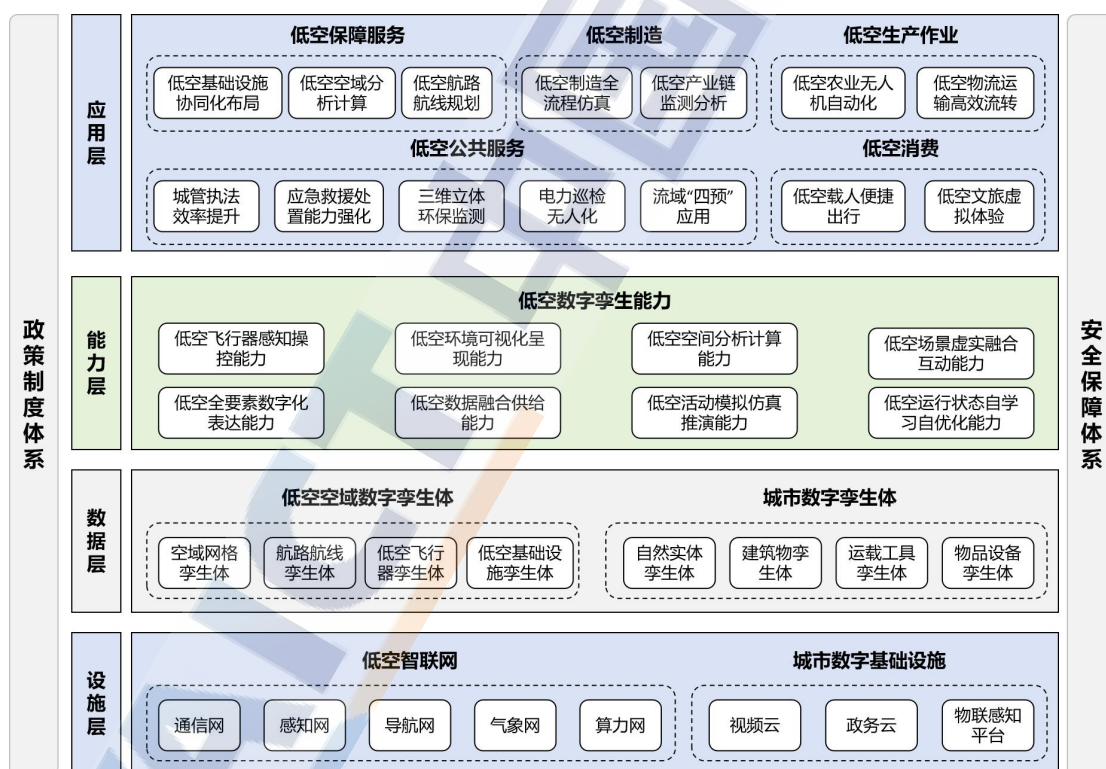 政策制度体系
应用层
低空保障服务
低空基础设施
协同化布局
低空空域分
析计算
低空航路
航线规划
低空制造
低空制造全
流程仿真
低空产业链
监测分析
低空生产作业
低空农业无人
机自动化
低空物流运
输高效流转
低空公共服务
城管执法
效率提升
应急救援处
置能力强化
三维立体
环保监测
电力巡检
无人化
流域“四预”
应用
低空消费
低空载人便捷
出行
低空文旅虚
拟体验
能力层
低空数字孪生能力
低空飞行器感知操
控能力
低空环境可视化呈
现能力
低空空间分析计算
能力
低空场景虚实融合
互动能力
低空全要素数字化
表达能力
低空数据融合供给
能力
低空活动模拟仿真
推演能力
低空运行状态自学
习自优化能力
数据层
低空空域数字孪生体
空域网格
孪生体
航路航线
孪生体
低空飞行
器孪生体
低空基础设
施孪生体
城市数字孪生体
自然实体
孪生体
建筑物孪
生体
运载工具
孪生体
物品设备
孪生体
设施层
低空智联网
通信网
感知网
导航网
气象网
算力网
城市数字基础设施
视频云
政务云
物联感知
平台
安全保障体系